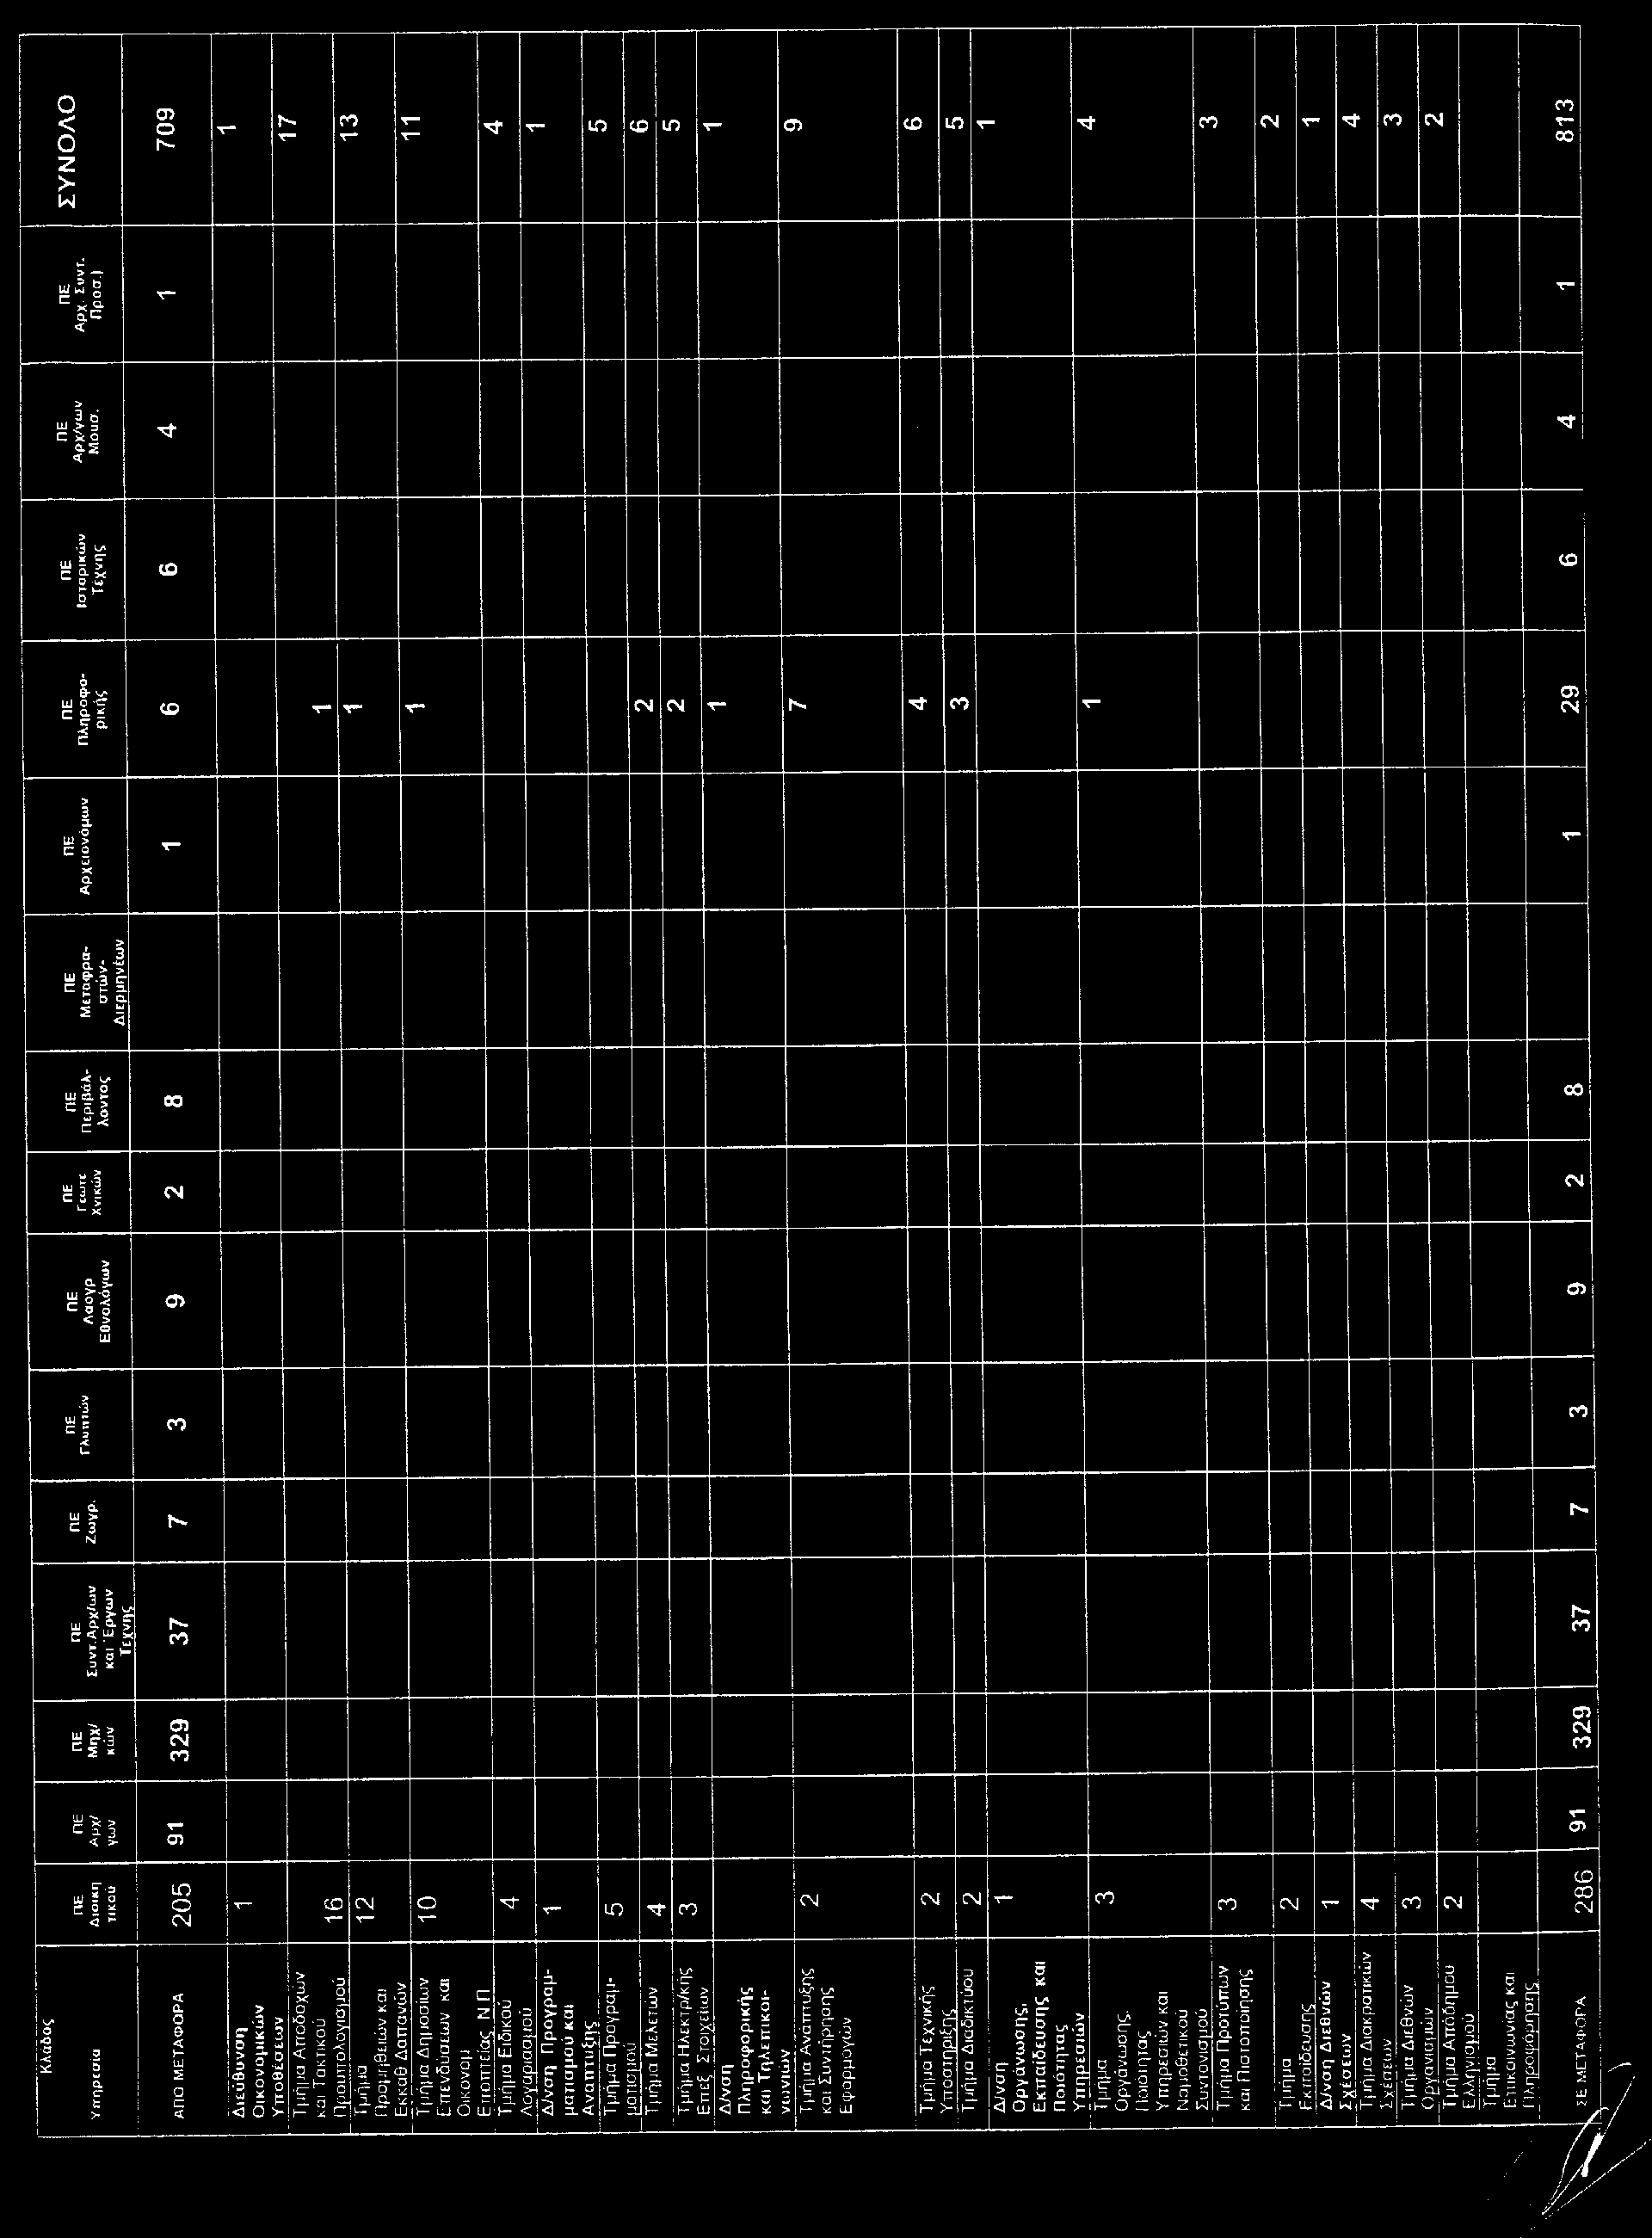 Κλάδος
Υπηρεσία
ΠΕ Διοικη τικού
ΠΕ Αρχ/ γων
ΠΕ Μηχ/ κών
ΠΕ Συντ.Αρχ/ων και Έργων Τέχνης
ΠΕ Ζωγρ.
ΠΕ Γλυπτών
ΠΕ Λαογρ Εθνολόγων
ΠΕ Γεωτε χνικών
ΠΕ Περιβάλ- λοντος
ΠΕ Μεταφρα- στών- Διερμηνέων
ΠΕ Αρχειονόμων
ΠΕ Πληροφο- ρικής
ΠΕ Ιστορικών Τέχνης
ΠΕ Αρχ/γων Μουσ.
ΠΕ Αρχ. Συντ. Προσ.)
ΣΥΝΟΛΟ
ΑΠΟ ΜΕΤΑΦΟΡΑ 205 91 329 37 7 3 9 2 8 1 6 6 4 1 709
Διεύθυνση
Οικονομικών
Υποθέσεων 1 1
Τμήμα Αποδοχών
και Τακτικού
Προϋπολογισμού 16 1 17
Τμήμα
Προμηθειών και
Εκκαθ Δαπανών 12 1 13
Τμήμα Δημοσίων
Επενδύσεων και
Οικονομ
Εποπτείας Ν Π 10 1 11
Τμήμα Ειδικού
Λογαριασμού 4 4
Δ/νση Προγραμ-
ματισμού και
Ανάπτυξης 1 1
Τμήμα Προγραμ-
ματισμού 5 5
Τμήμα Μελετών 4 2 6
Τμήμα Ηλεκτρ/κής
Επεξ Στοιχείων 3 2 5
Δ/νση
Πληροφορικής
και Τηλεπικοι-
νωνιών 1 1
Τμήμα Ανάπτυξης
και Συντήρησης
Εφαρμογών 2 7 9
Τμήμα Τεχνικής
Υποστηριξης 2 4 6
Τμήμα Διαδικτύου 2 3 5
Δ/νση
Οργάνωσης,
Εκπαίδευσης και
Ποιότητας
Υπηρεσιών 1 1
Τμήμα
Οργάνωσης.
Ποιότητας
Υπηρεσιών και
Νομοθετικού
Συντονισμού 3 1 4
Τμήμα Προτύπων
και Πιστοποίησης 3 3
Τμήμα
Εκπαίδευσης 2 2
Δ/νση Διεθνών
Σχέσεων 1 1
Τμήμα Διακρατικών
Σχέσεων 4 4
Τμήμα Διεθνών
Οργανισμών 3 3
Τμήμα Απόδημου
Ελληνισμού 2 2
Τμήμα
Επικοινωνίας και
Πληροφόρησης
ΣΕ ΜΕΤΑΦΟΡΑ 286 91 329 37 7 3 9 2 8 1 29 6 4 1 813